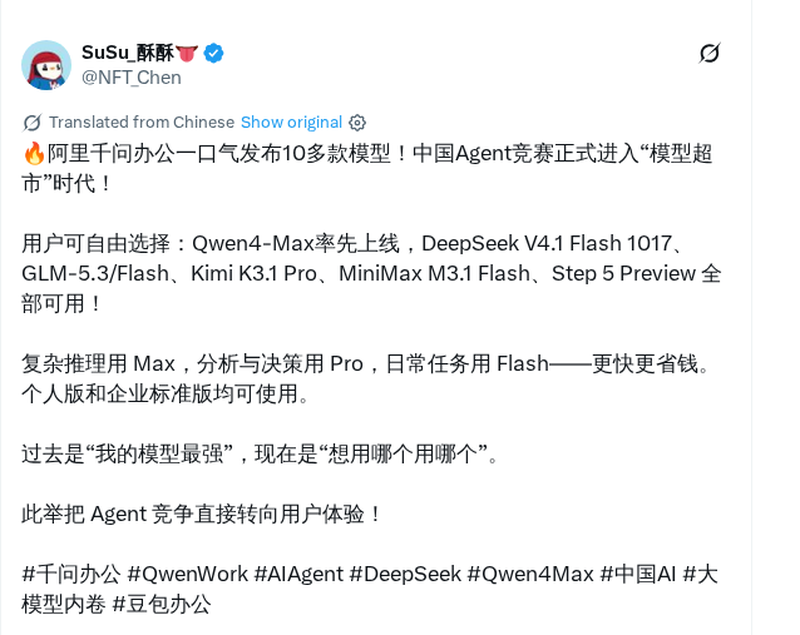 SuSu_酥酥👅
@NFT_Chen
Translated from Chinese Show original
🔥阿里千问办公一口气发布10多款模型！中国Agent竞赛正式进入“模型超
市”时代！
用户可自由选择：Qwen4-Max率先上线，DeepSeek V4.1 Flash 1017、
GLM-5.3/Flash、Kimi K3.1 Pro、MiniMax M3.1 Flash、Step 5 Preview 全
部可用！
复杂推理用 Max，分析与决策用 Pro，日常任务用 Flash——更快更省钱。
个人版和企业标准版均可使用。
过去是“我的模型最强”，现在是“想用哪个用哪个”。
此举把 Agent 竞争直接转向用户体验！
#千问办公 #QwenWork #AIAgent #DeepSeek #Qwen4Max #中国AI #大
模型内卷 #豆包办公